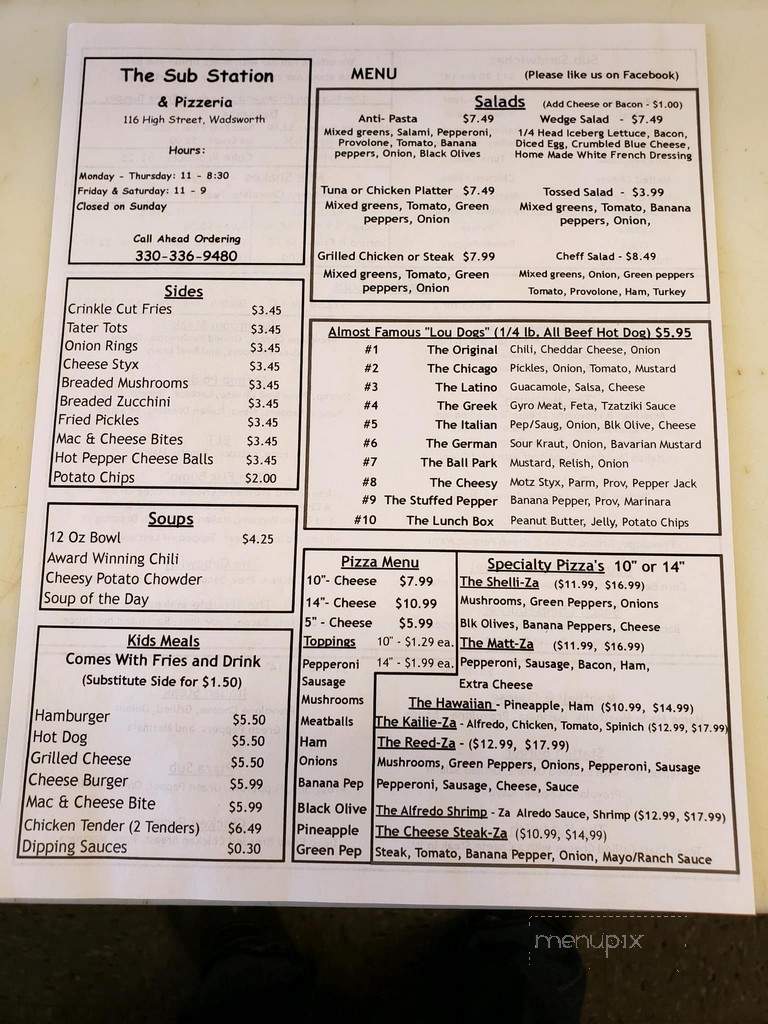 The Sub Station
& Pizzeria
116 High Street, Wadsworth
Hours:
Monday - Thursday: 11 - 8:30
Friday & Saturday: 11 - 9
Closed on Sunday
Call Ahead Ordering
330-336-9480
MENU (Please like us on Facebook)
Salads (Add Cheese or Bacon - $1.00)
Anti- Pasta $7.49
Mixed greens, Salami, Pepperoni,
Provolone, Tomato, Banana
peppers, Onion, Black Olives
Wedge Salad - $7.49
1/4 Head Iceberg Lettuce, Bacon,
Diced Egg, Crumbled Blue Cheese,
Home Made White French Dressing
Tuna or Chicken Platter $7.49
Mixed greens, Tomato, Green
peppers, Onion
Tossed Salad - $3.99
Mixed greens, Tomato, Banana
peppers, Onion,
Grilled Chicken or Steak $7.99
Mixed greens, Tomato, Green
peppers, Onion
Cheff Salad - $8.49
Mixed greens, Onion, Green peppers
Tomato, Provolone, Ham, Turkey
Sides
Crinkle Cut Fries $3.45
Tater Tots $3.45
Onion Rings $3.45
Cheese Styx $3.45
Breaded Mushrooms $3.45
Breaded Zucchini $3.45
Fried Pickles $3.45
Mac & Cheese Bites $3.45
Hot Pepper Cheese Balls $3.45
Potato Chips $2.00
Almost Famous "Lou Dogs" (1/4 lb. All Beef Hot Dog) $5.95
#1 The Original Chili, Cheddar Cheese, Onion
#2 The Chicago Pickles, Onion, Tomato, Mustard
#3 The Latino Guacamole, Salsa, Cheese
#4 The Greek Gyro Meat, Feta, Tzatziki Sauce
#5 The Italian Pep/Saug, Onion, Blk Olive, Cheese
#6 The German Sour Kraut, Onion, Bavarian Mustard
#7 The Ball Park Mustard, Relish, Onion
#8 The Cheesy Motz Styx, Parm, Prov, Pepper Jack
#9 The Stuffed Pepper Banana Pepper, Prov, Marinara
#10 The Lunch Box Peanut Butter, Jelly, Potato Chips
Soups
12 Oz Bowl $4.25
Award Winning Chili
Cheesy Potato Chowder
Soup of the Day
Kids Meals
Comes With Fries and Drink
(Substitute Side for $1.50)
Hamburger $5.50
Hot Dog $5.50
Grilled Cheese $5.50
Cheese Burger $5.99
Mac & Cheese Bite $5.99
Chicken Tender (2 Tenders) $6.49
Dipping Sauces $0.30
Pizza Menu
10"- Cheese $7.99
14"- Cheese $10.99
5" - Cheese $5.99
Toppings 10" - $1.29 ea.
Pepperoni 14" - $1.99 ea.
Sausage
Mushrooms
Meatballs
Ham
Onions
Banana Pep
Black Olive
Pineapple
Green Pep
Specialty Pizza's 10" or 14"
The Shelli-Za ($11.99, $16.99)
Mushrooms, Green Peppers, Onions
Blk Olives, Banana Peppers, Cheese
The Matt-Za ($11.99, $16.99)
Pepperoni, Sausage, Bacon, Ham,
Extra Cheese
The Hawaiian - Pineapple, Ham ($10.99, $14.99)
The Kailie-Za - Alfredo, Chicken, Tomato, Spinich ($12.99, $17.99)
The Reed-Za - ($12.99, $17.99)
Mushrooms, Green Peppers, Onions, Pepperoni, Sausage
Pepperoni, Sausage, Cheese, Sauce
The Alfredo Shrimp - Za Alredo Sauce, Shrimp ($12.99, $17.99)
The Cheese Steak-Za ($10.99, $14,99)
Steak, Tomato, Banana Pepper, Onion, Mayo/Ranch Sauce
menupix